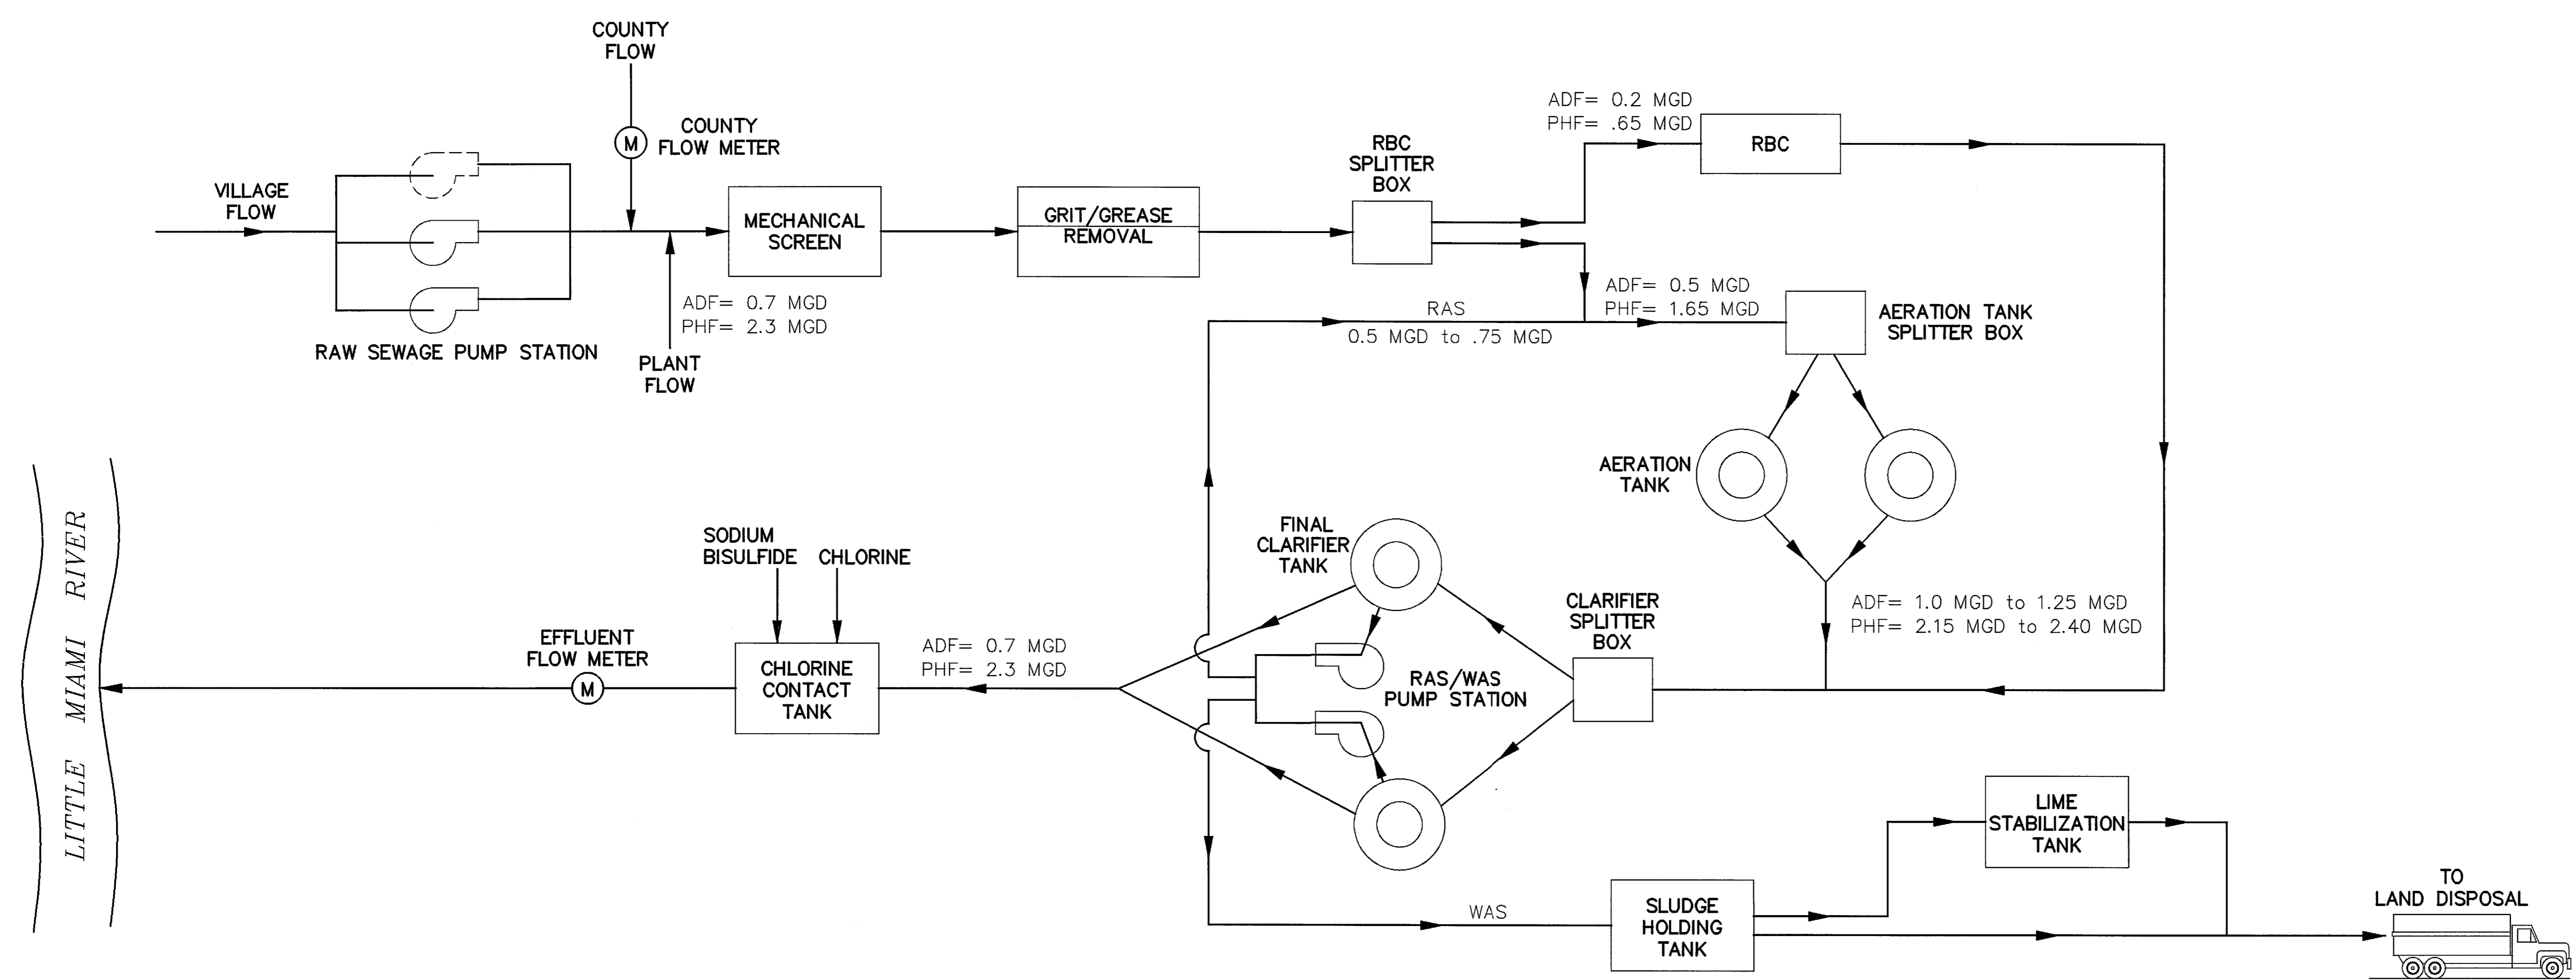 COUNTY
FLOW
M
COUNTY
FLOW METER
VILLAGE
FLOW
RAW SEWAGE PUMP STATION
ADF= 0.7 MGD
PHF= 2.3 MGD
PLANT
FLOW
MECHANICAL
SCREEN
GRIT/GREASE
REMOVAL
RBC
SPLITTER
BOX
ADF= 0.2 MGD
PHF= .65 MGD
RBC
ADF= 0.5 MGD
PHF= 1.65 MGD
RAS
0.5 MGD to .75 MGD
AERATION TANK
SPLITTER BOX
AERATION
TANK
ADF= 1.0 MGD to 1.25 MGD
PHF= 2.15 MGD to 2.40 MGD
CLARIFIER
SPLITTER
BOX
FINAL
CLARIFIER
TANK
RAS/WAS
PUMP STATION
ADF= 0.7 MGD
PHF= 2.3 MGD
SODIUM
BISULFIDE
CHLORINE
CHLORINE
CONTACT
TANK
EFFLUENT
FLOW METER
M
LITTLE MIAMI RIVER
WAS
SLUDGE
HOLDING
TANK
LIME
STABILIZATION
TANK
TO
LAND DISPOSAL